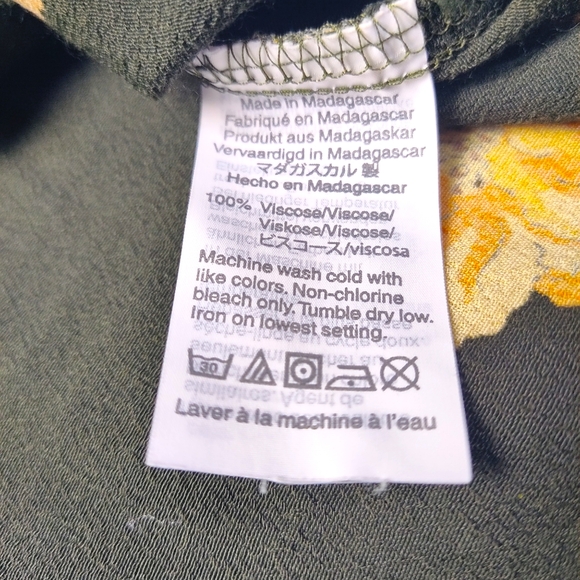 Made in Madagascar
Fabriqué en Madagascar
Produkt aus Madagaskar
Vervaardigd in Madagascar
マダガスカル 製
Hecho en Madagascar
100% Viscose/Viscose/
Viskose/Viscose/
ビスコース/viscosa
Machine wash cold with
like colors. Non-chlorine
bleach only. Tumble dry low.
Iron on lowest setting.
30
Laver à la machine à l'eau